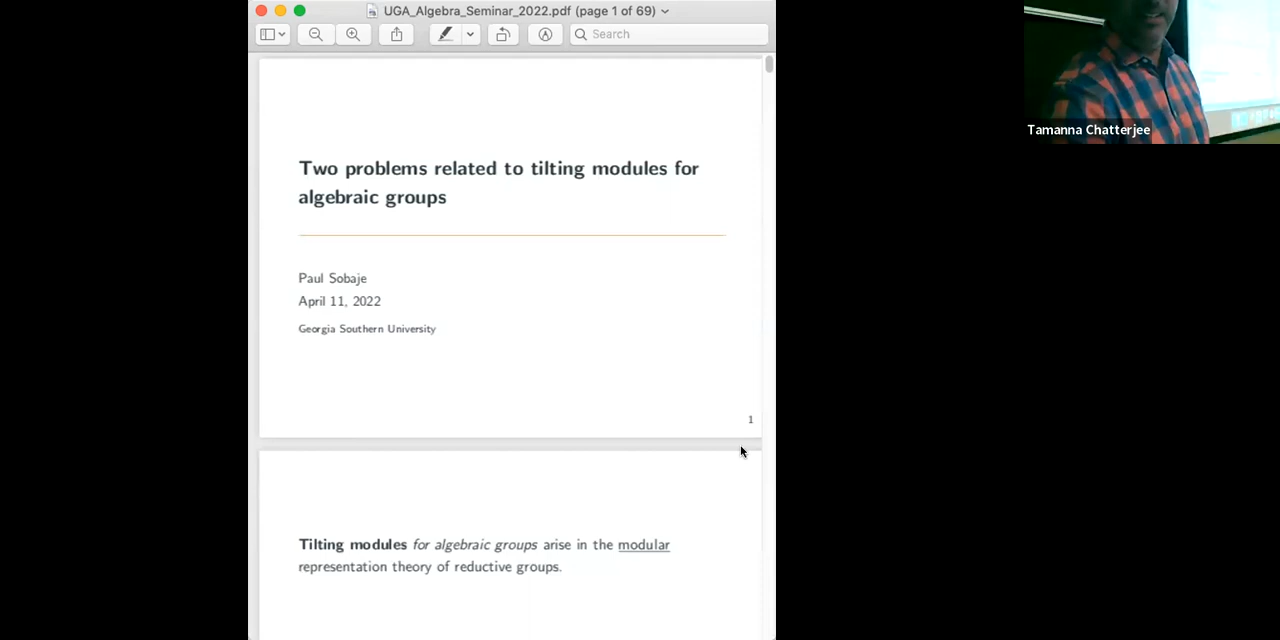 UGA_Algebra_Seminar_2022.pdf (page 1 of 69)
Search
Two problems related to tilting modules for
algebraic groups
Paul Sobaje
April 11, 2022
Georgia Southern University
1
Tilting modules for algebraic groups arise in the modular
representation theory of reductive groups.
Tamanna Chatterjee